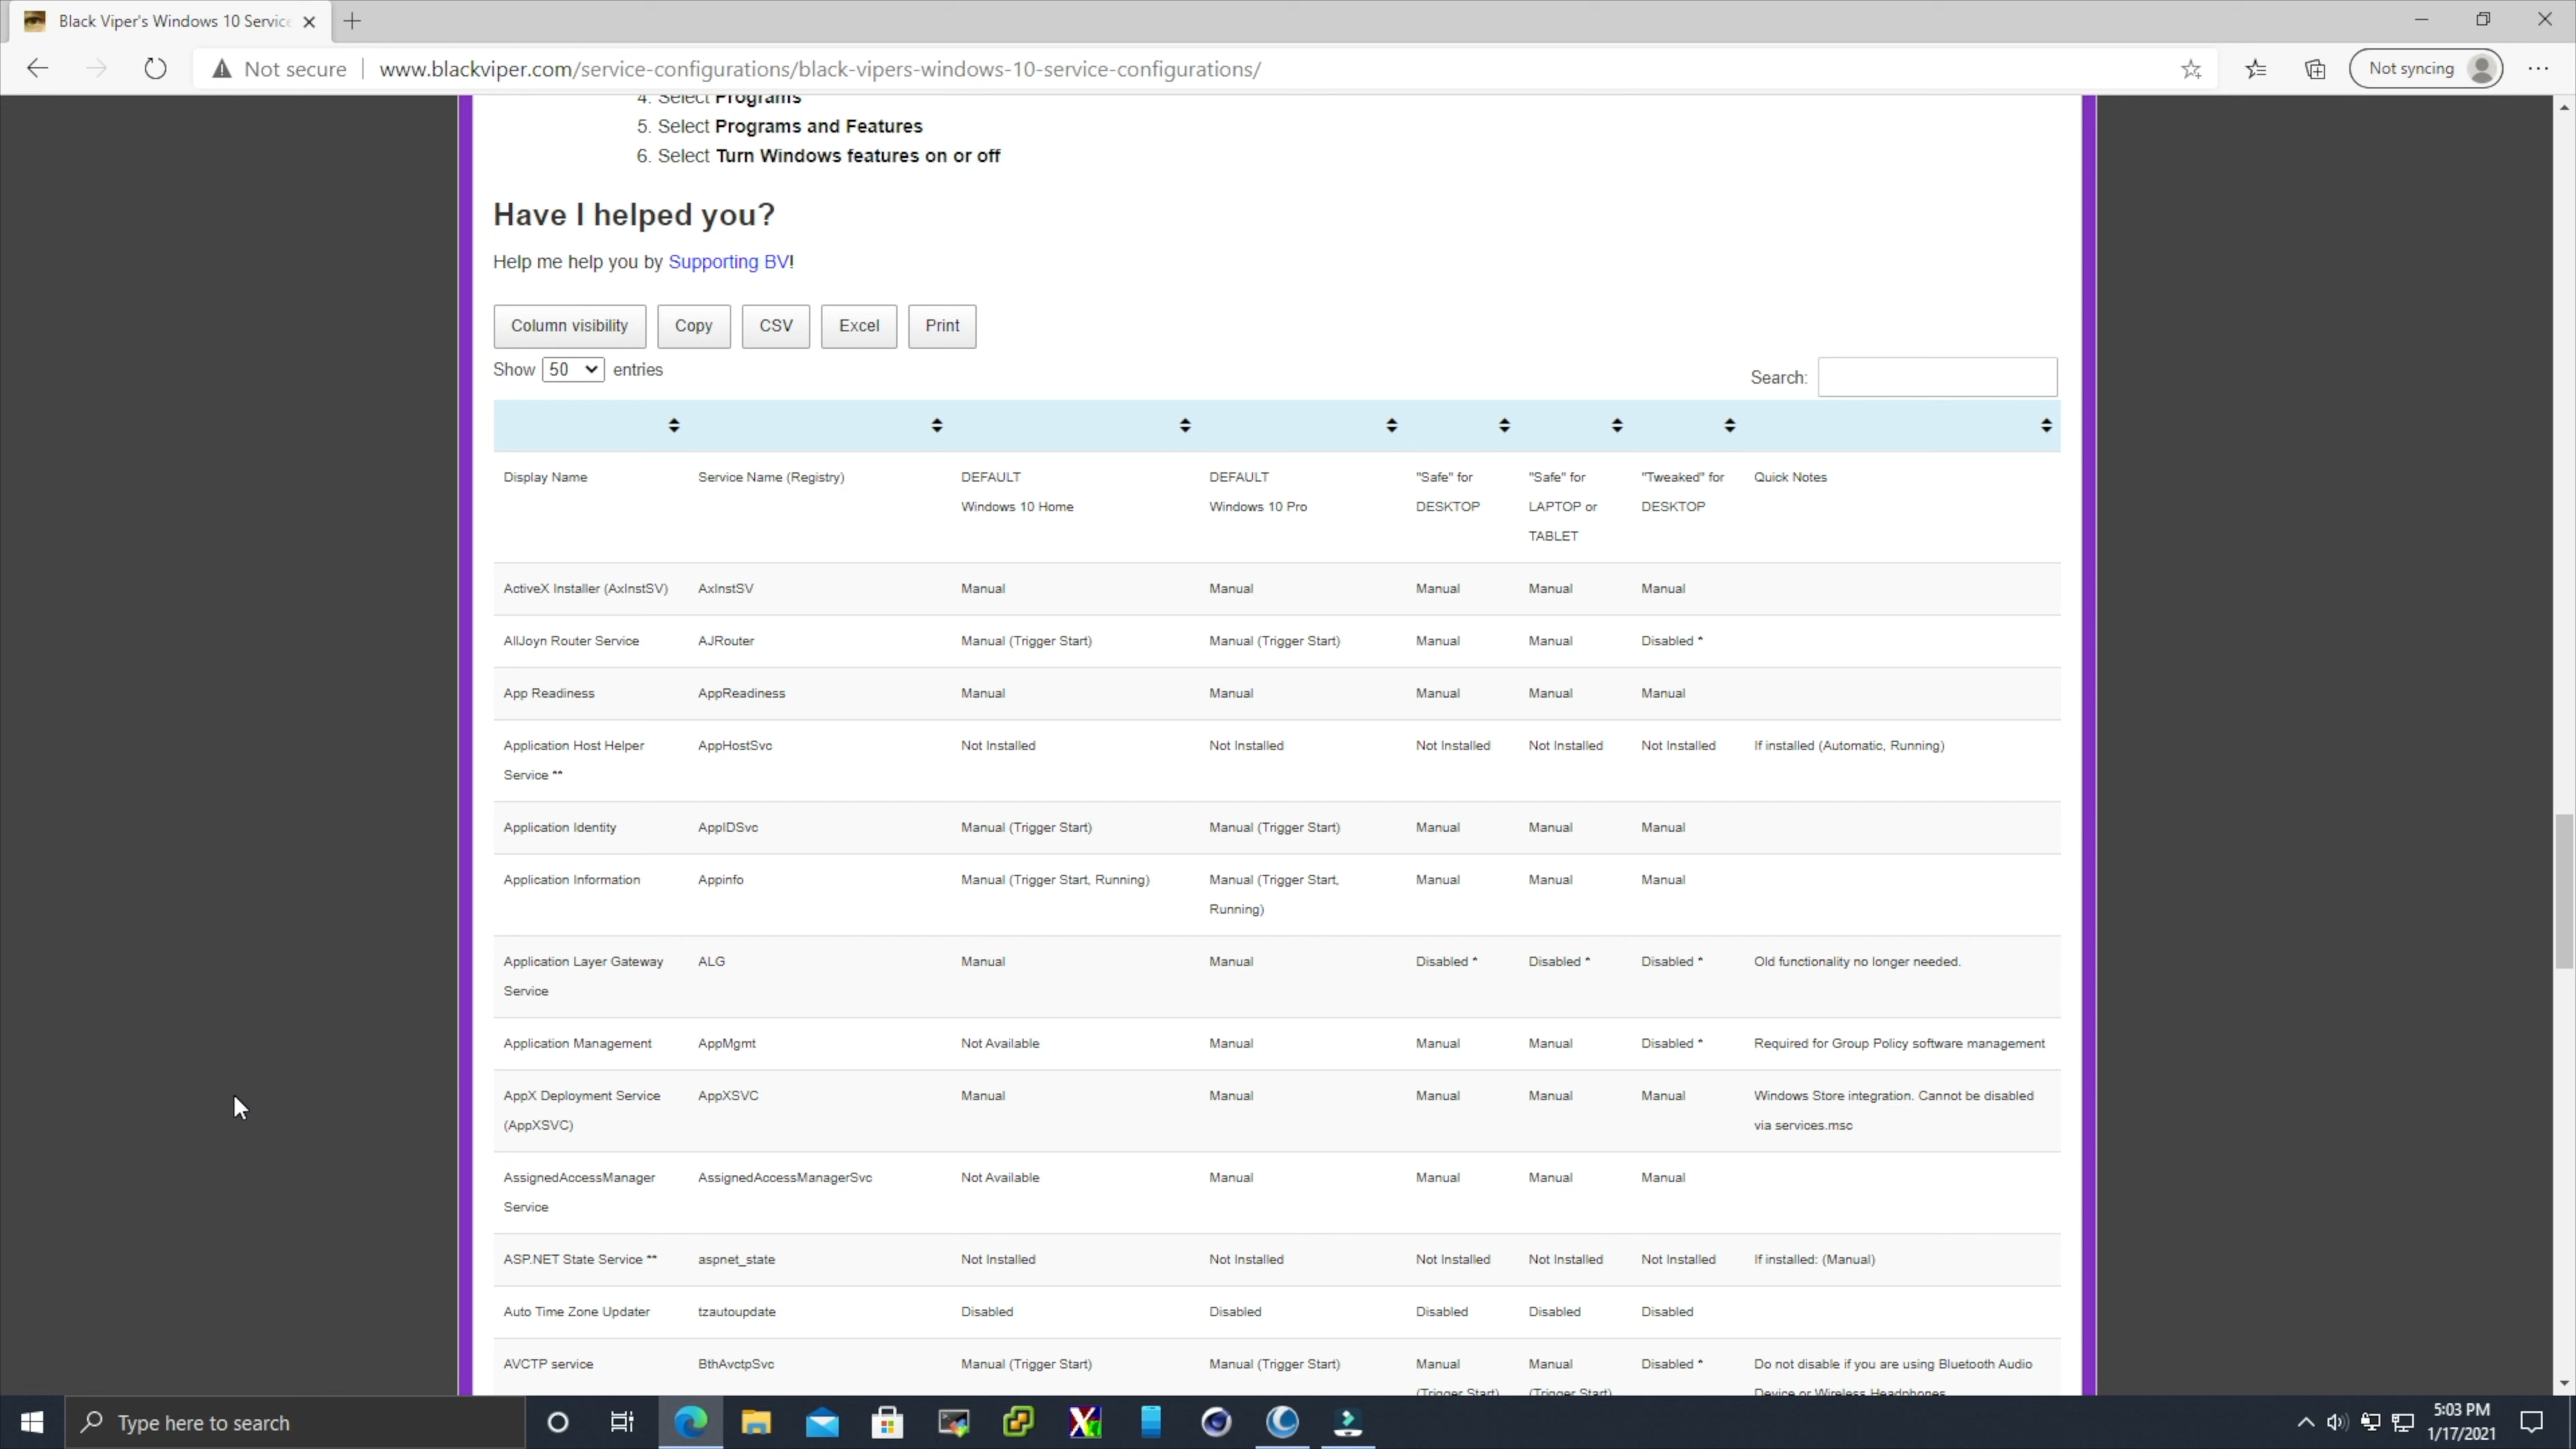 Black Viper's Windows 10 Service
Not secure
www.blackviper.com/service-configurations/black-vipers-windows-10-service-configurations/
Not syncing
4. Select Programs
5. Select Programs and Features
6. Select Turn Windows features on or off
Have I helped you?
Help me help you by Supporting BV!
Column visibility Copy CSV Excel Print
Show 50 entries
Search:
Display Name Service Name (Registry) DEFAULT DEFAULT "Safe" for "Safe" for "Tweaked" for Quick Notes
Windows 10 Home Windows 10 Pro DESKTOP LAPTOP or DESKTOP
TABLET
ActiveX Installer (AxInstSV) AxInstSV Manual Manual Manual Manual Manual
AllJoyn Router Service AJRouter Manual (Trigger Start) Manual (Trigger Start) Manual Manual Disabled *
App Readiness AppReadiness Manual Manual Manual Manual Manual
Application Host Helper AppHostSvc Not Installed Not Installed Not Installed Not Installed Not Installed If installed (Automatic, Running)
Service **
Application Identity AppIDSvc Manual (Trigger Start) Manual (Trigger Start) Manual Manual Manual
Application Information Appinfo Manual (Trigger Start, Running) Manual (Trigger Start, Manual Manual Manual
Running)
Application Layer Gateway ALG Manual Manual Disabled * Disabled * Disabled * Old functionality no longer needed.
Service
Application Management AppMgmt Not Available Manual Manual Manual Disabled * Required for Group Policy software management
AppX Deployment Service AppXSVC Manual Manual Manual Manual Manual Windows Store integration. Cannot be disabled
(AppXSVC) via services.msc
AssignedAccessManager AssignedAccessManagerSvc Not Available Manual Manual Manual Manual
Service
ASP.NET State Service ** aspnet_state Not Installed Not Installed Not Installed Not Installed Not Installed If installed: (Manual)
Auto Time Zone Updater tzautoupdate Disabled Disabled Disabled Disabled Disabled
AVCTP service BthAvctpSvc Manual (Trigger Start) Manual (Trigger Start) Manual Manual Disabled * Do not disable if you are using Bluetooth Audio
(Trigger Start) (Trigger Start) Device or Wireless Headphones
Type here to search
5:03 PM
1/17/2021